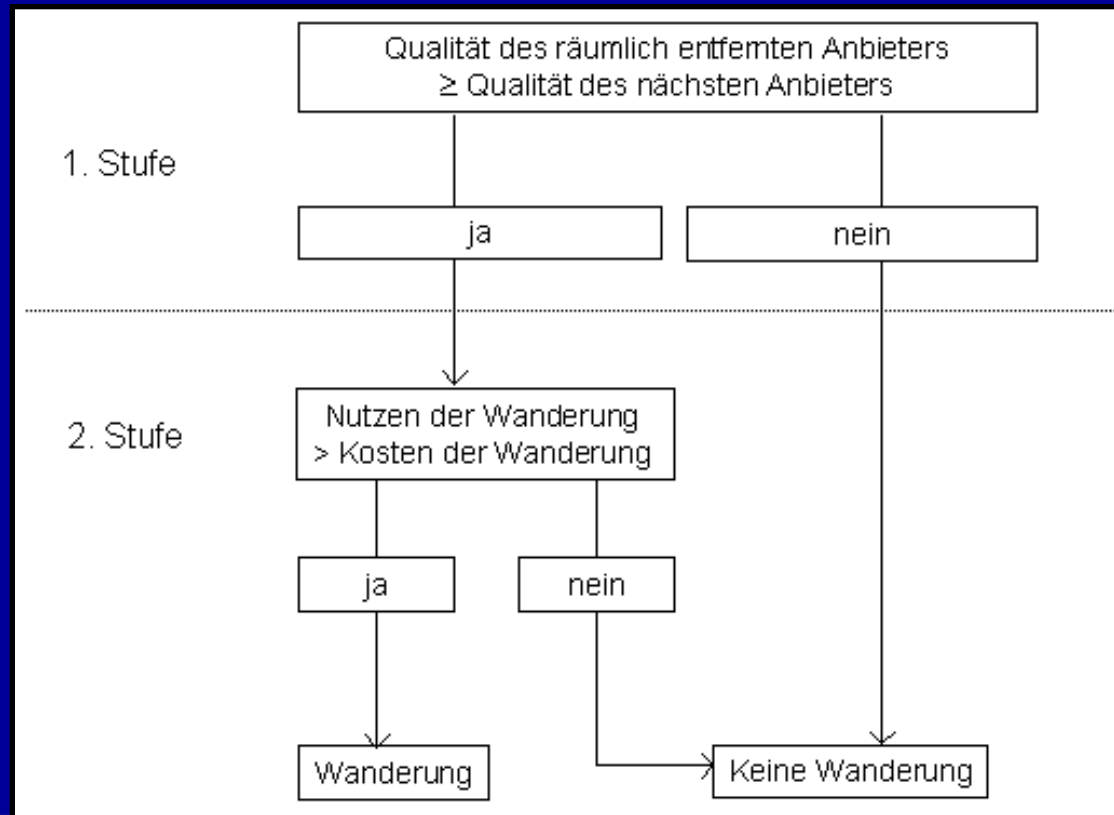 Qualität des räumlich entfernten Anbieters
≥ Qualität des nächsten Anbieters
1. Stufe
ja
nein
2. Stufe
Nutzen der Wanderung
> Kosten der Wanderung
ja
nein
Wanderung
Keine Wanderung